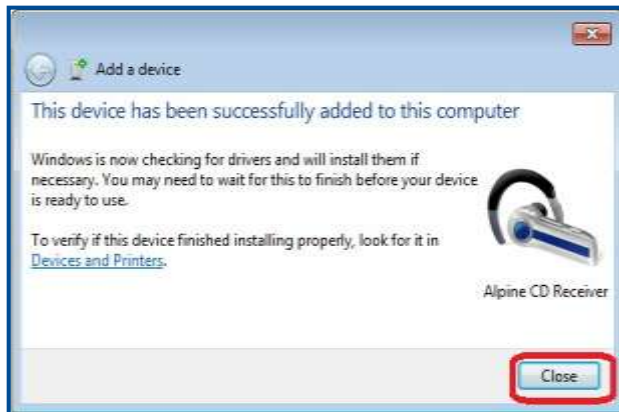 Add a device
This device has been successfully added to this computer
Windows is now checking for drivers and will install them if
necessary. You may need to wait for this to finish before your device
is ready to use.
To verify if this device finished installing properly, look for it in
Devices and Printers.
Alpine CD Receiver
Close